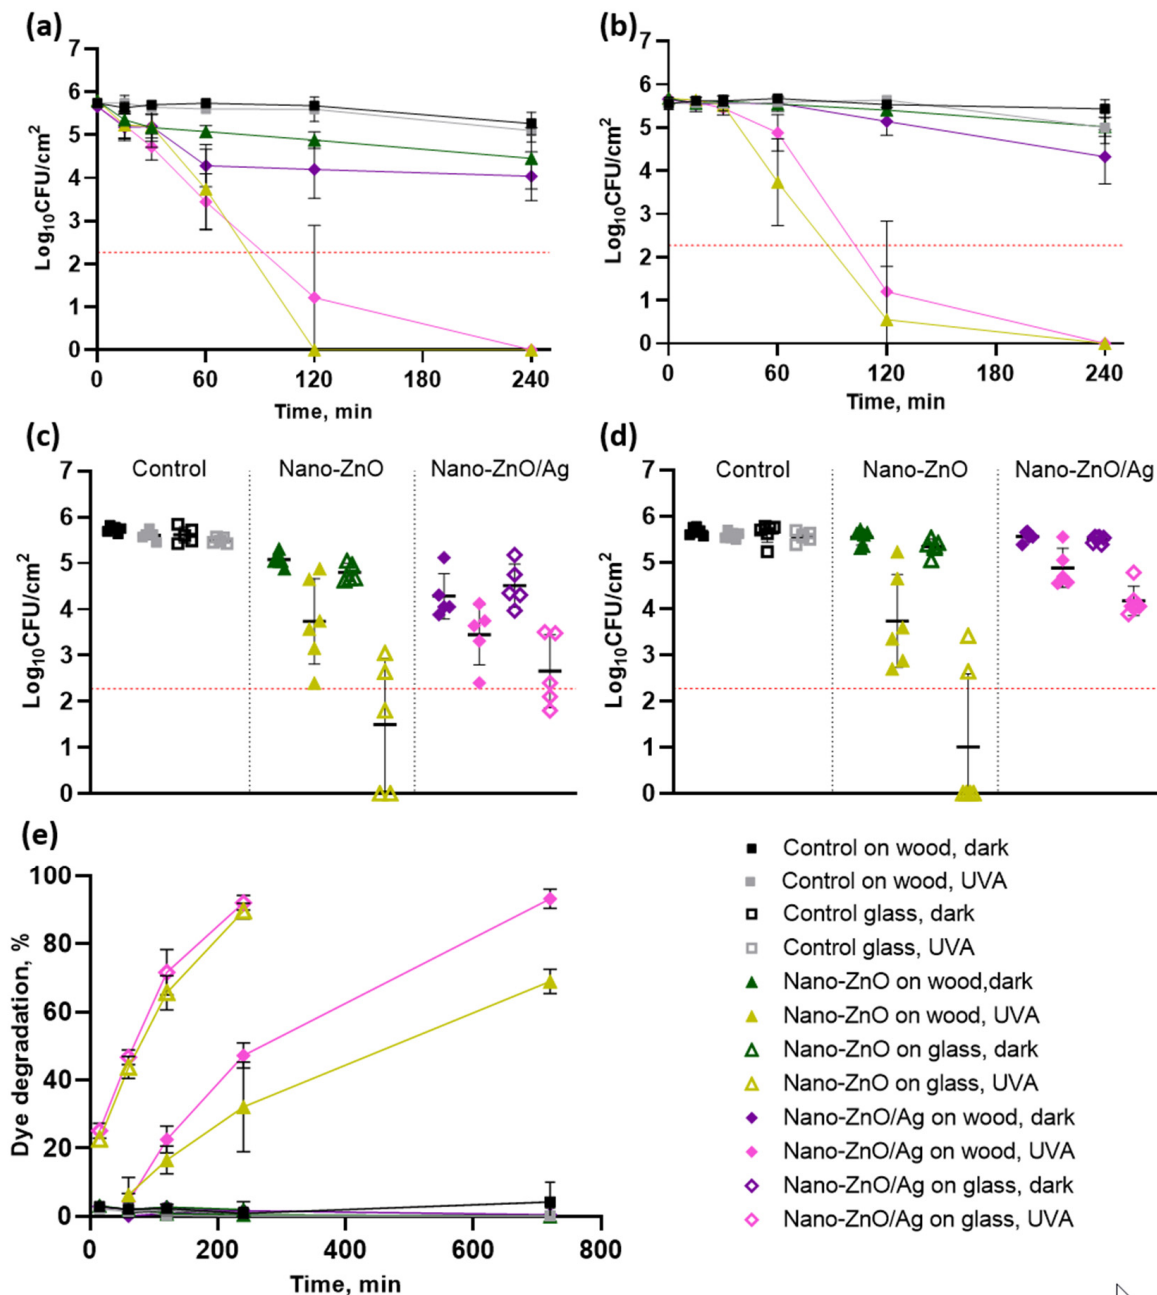 (a)
7
6
5
4
3
2
1
0
Log10CFU/cm2
0 60 120 180 240
Time, min
(b)
7
6
5
4
3
2
1
0
Log10CFU/cm2
0 60 120 180 240
Time, min
(c)
Control Nano-ZnO Nano-ZnO/Ag
7
6
5
4
3
2
1
0
Log10CFU/cm2
(d)
Control Nano-ZnO Nano-ZnO/Ag
7
6
5
4
3
2
1
0
Log10CFU/cm2
(e)
100
80
60
40
20
0
Dye degradation, %
0 200 400 600 800
Time, min
Control on wood, dark
Control on wood, UVA
Control glass, dark
Control glass, UVA
Nano-ZnO on wood,dark
Nano-ZnO on wood, UVA
Nano-ZnO on glass, dark
Nano-ZnO on glass, UVA
Nano-ZnO/Ag on wood, dark
Nano-ZnO/Ag on wood, UVA
Nano-ZnO/Ag on glass, dark
Nano-ZnO/Ag on glass, UVA